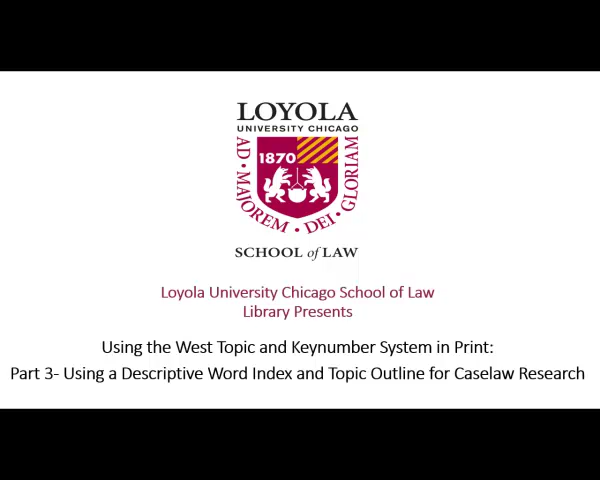 LOYOLA
UNIVERSITY CHICAGO
AD • MAJOREM • DEI • GLORIAM
1870
SCHOOL of LAW
Loyola University Chicago School of Law
Library Presents
Using the West Topic and Keynumber System in Print:
Part 3- Using a Descriptive Word Index and Topic Outline for Caselaw Research